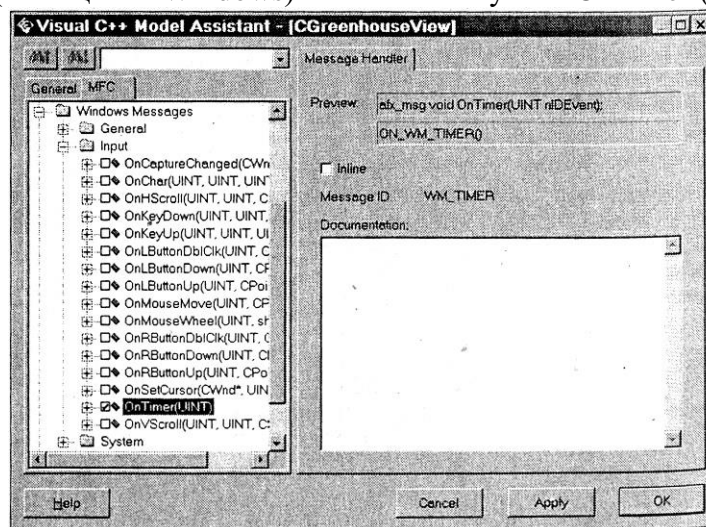 Visual C++ Model Assistant - [CGreenhouseView]
General MFC
Windows Messages
General
Input
OnCaptureChanged(CWn
OnChar(UINT, UINT, UIN
OnHScroll(UINT, UINT, C
OnKeyDown(UINT, UINT,
OnKeyUp(UINT, UINT, UI
OnLButtonDblClk(UINT, C
OnLButtonDown(UINT, CF
OnLButtonUp(UINT, CPoi
OnMouseMove(UINT, CP
OnMouseWheel(UINT, sh
OnRButtonDblClk(UINT, C
OnRButtonDown(UINT, CI
OnRButtonUp(UINT, CPo
OnSetCursor(CWnd*, UIN
OnTimer(UINT)
OnVScroll(UINT, UINT, C
System
Message Handler
Preview: afx_msg void OnTimer(UINT nIDEvent);
ON_WM_TIMER()
Inline
Message ID: WM_TIMER
Documentation:
Help Cancel Apply OK